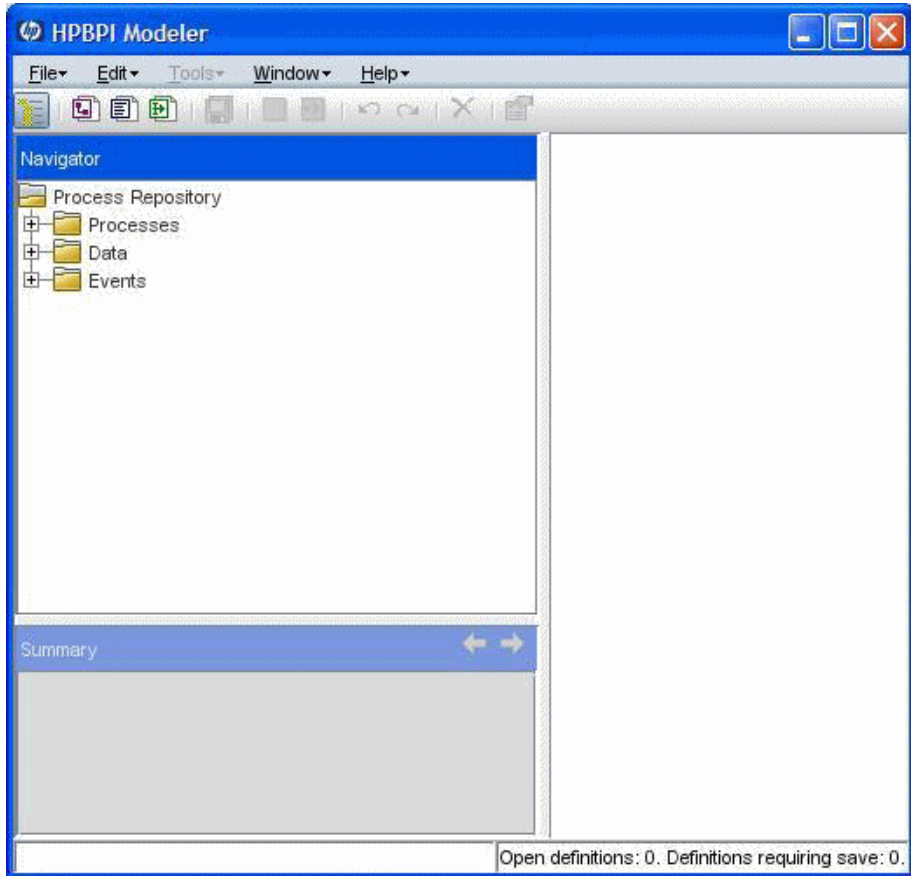 HPBPI Modeler
File Edit Tools Window Help
Navigator
Process Repository
Processes
Data
Events
Summary
Open definitions: 0. Definitions requiring save: 0.